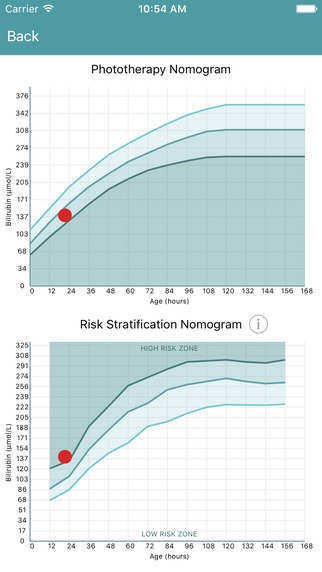 Carrier 10:54 AM
Back
Phototherapy Nomogram
Bilirubin (µmol/L)
376
342
308
274
239
205
171
137
103
68
34
0
0 12 24 36 48 60 72 84 96 108 120 132 144 156 168
Age (hours)
Risk Stratification Nomogram i
Bilirubin (µmol/L)
HIGH RISK ZONE
325
308
291
274
256
239
222
205
188
171
154
137
120
103
86
68
51
34
17
0
LOW RISK ZONE
0 12 24 36 48 60 72 84 96 108 120 132 144 156 168
Age (hours)